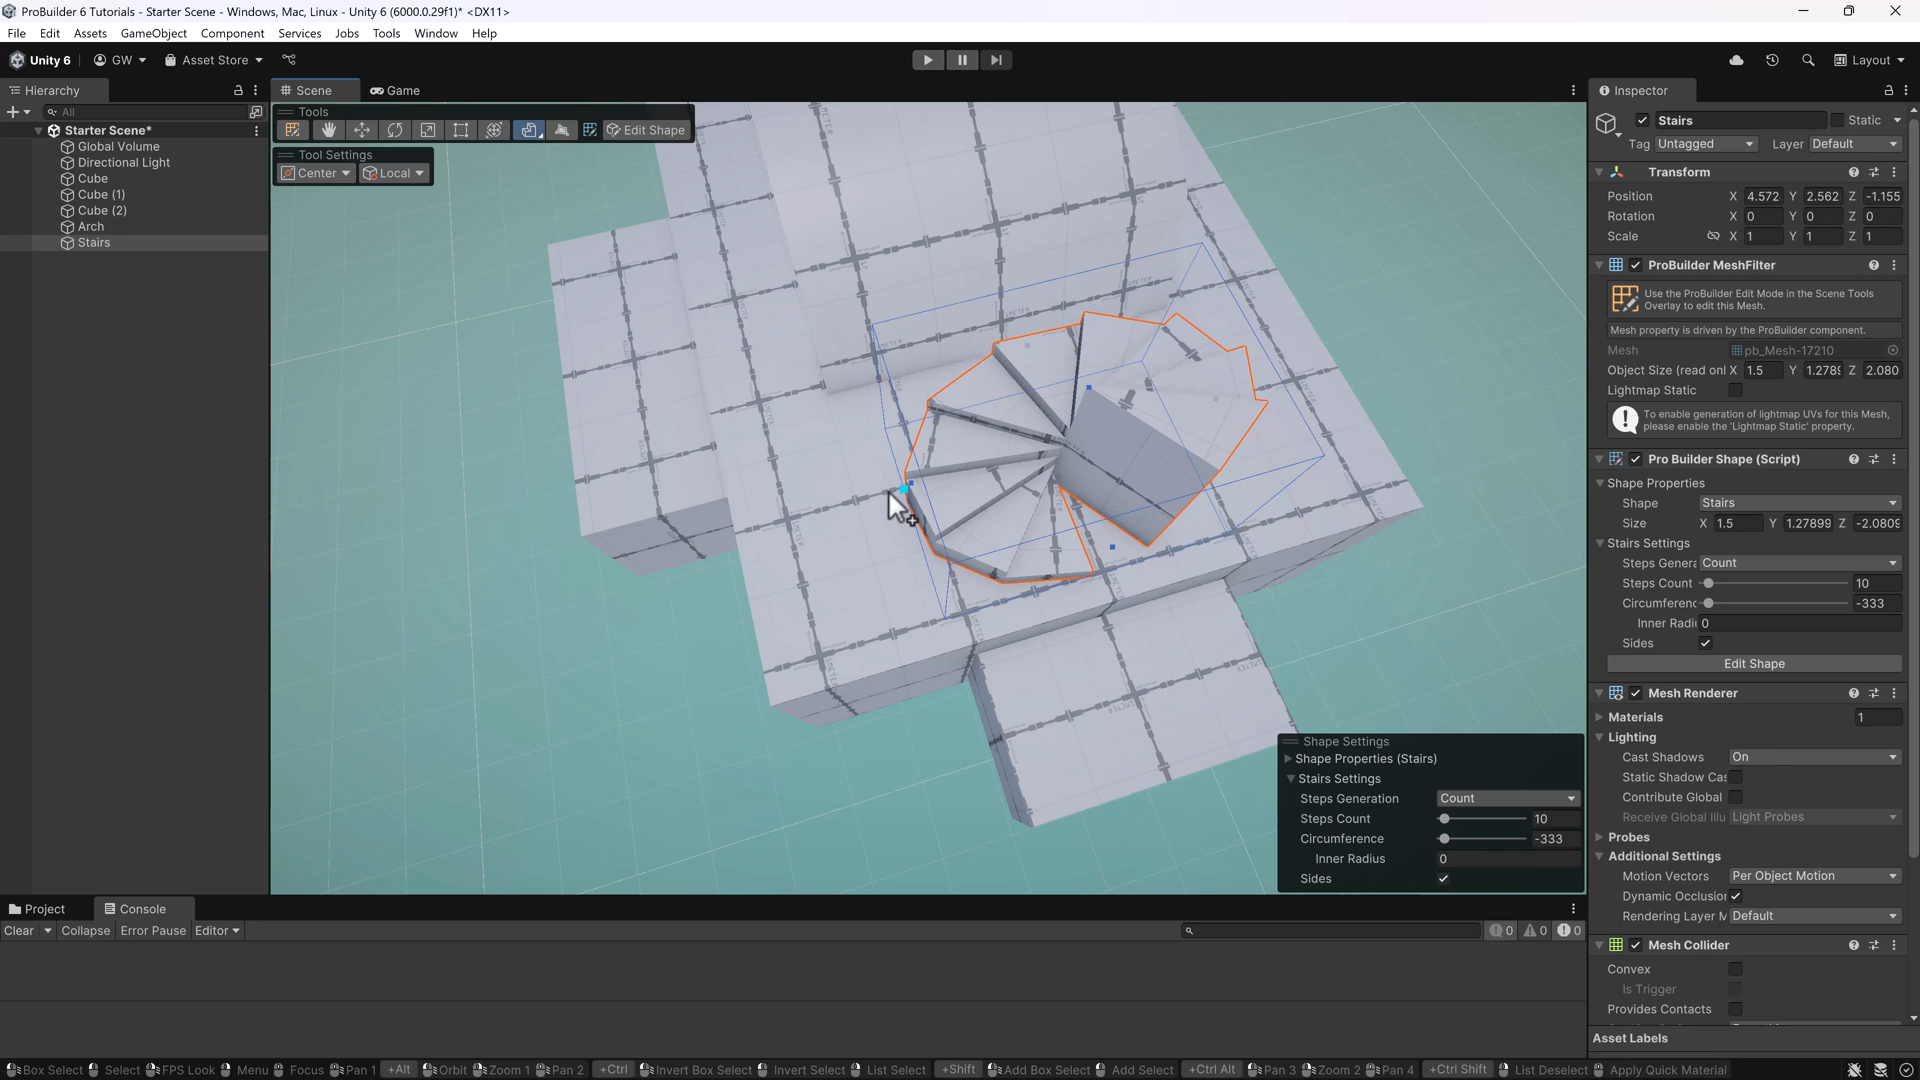 ProBuilder 6 Tutorials - Starter Scene - Windows, Mac, Linux - Unity 6 (6000.0.29f1)* <DX11>
File Edit Assets GameObject Component Services Jobs Tools Window Help
Unity 6 GW Asset Store Layout
Hierarchy
All
Starter Scene*
Global Volume
Directional Light
Cube
Cube (1)
Cube (2)
Arch
Stairs
Scene Game
Tools
Edit Shape
Tool Settings
Center Local
Shape Settings
Shape Properties (Stairs)
Stairs Settings
Steps Generation Count
Steps Count 10
Circumference -333
Inner Radius 0
Sides
Inspector
Stairs Static
Tag Untagged Layer Default
Transform
Position X 4.572 Y 2.562 Z -1.155
Rotation X 0 Y 0 Z 0
Scale X 1 Y 1 Z 1
ProBuilder MeshFilter
Use the ProBuilder Edit Mode in the Scene Tools
Overlay to edit this Mesh.
Mesh property is driven by the ProBuilder component.
Mesh pb_Mesh-17210
Object Size (read onl X 1.5 Y 1.2789 Z 2.080
Lightmap Static
To enable generation of lightmap UVs for this Mesh,
please enable the 'Lightmap Static' property.
Pro Builder Shape (Script)
Shape Properties
Shape Stairs
Size X 1.5 Y 1.27899 Z -2.0809
Stairs Settings
Steps Genera Count
Steps Count 10
Circumferenc -333
Inner Radi 0
Sides
Edit Shape
Mesh Renderer
Materials 1
Lighting
Cast Shadows On
Static Shadow Cas
Contribute Global
Receive Global Illu Light Probes
Probes
Additional Settings
Motion Vectors Per Object Motion
Dynamic Occlusion
Rendering Layer M Default
Mesh Collider
Convex
Is Trigger
Provides Contacts
Asset Labels
Project Console
Clear Collapse Error Pause Editor
0 0 0
Box Select Select FPS Look Menu Focus Pan 1 +Alt Orbit Zoom 1 Pan 2 +Ctrl Invert Box Select Invert Select List Select +Shift Add Box Select Add Select +Ctrl Alt Pan 3 Zoom 2 Pan 4 +Ctrl Shift List Deselect Apply Quick Material